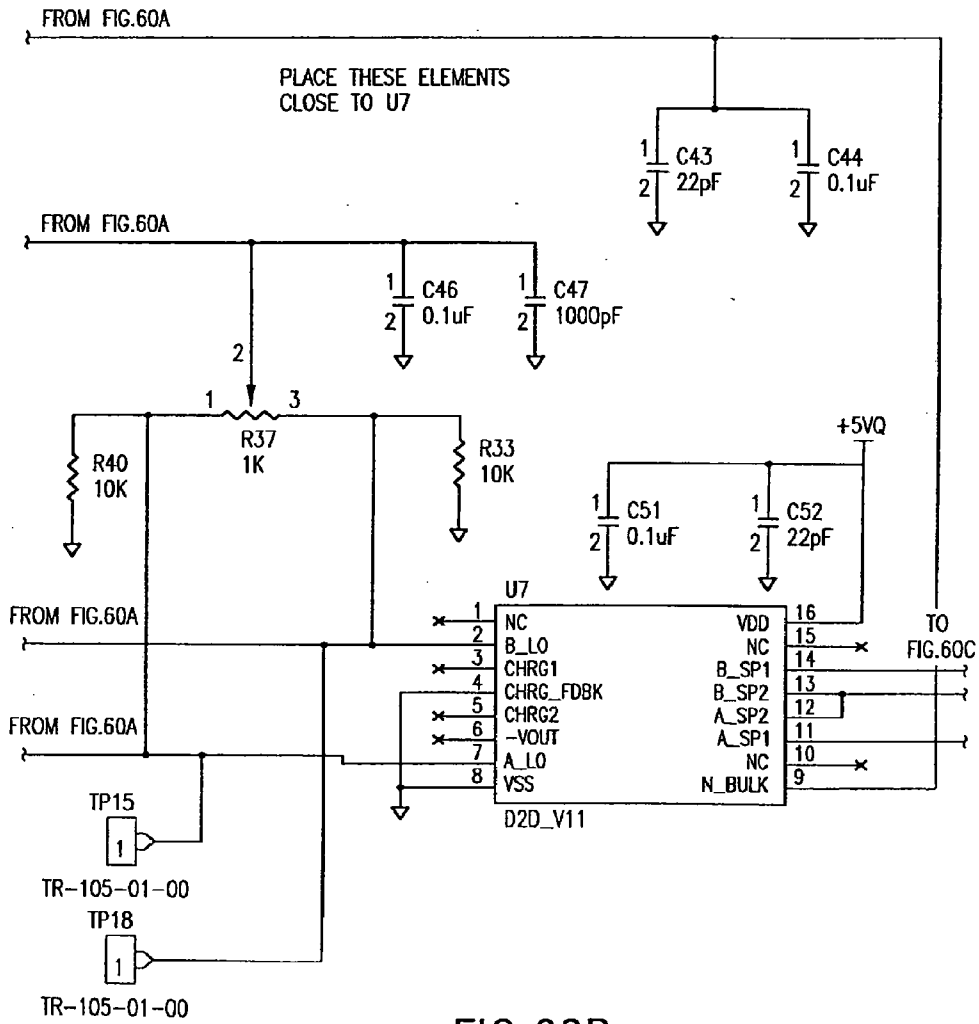 FROM FIG.60A
PLACE THESE ELEMENTS
CLOSE TO U7
1 C43
2 22pF
1 C44
2 0.1uF
FROM FIG.60A
1 C46
2 0.1uF
1 C47
2 1000pF
2
1 3
R37
1K
R40
10K
R33
10K
+5VQ
1 C51
2 0.1uF
1 C52
2 22pF
U7
FROM FIG.60A
1 NC
2 B_LO
3 CHRG1
4 CHRG_FDBK
5 CHRG2
6 -VOUT
7 A_LO
8 VSS
VDD 16
NC 15
B_SP1 14
B_SP2 13
A_SP2 12
A_SP1 11
NC 10
N_BULK 9
TO
FIG.60C
FROM FIG.60A
D2D_V11
TP15
1
TR-105-01-00
TP18
1
TR-105-01-00